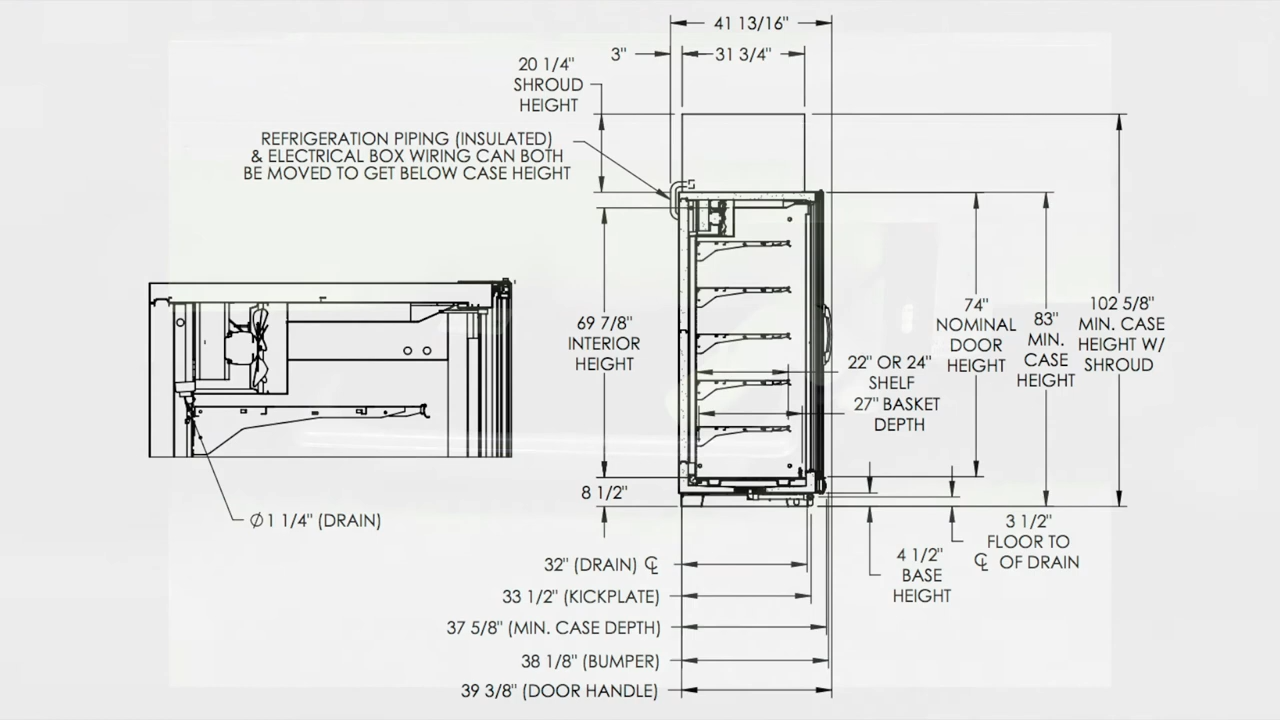 41 13/16"
3"
31 3/4"
20 1/4"
SHROUD
HEIGHT
REFRIGERATION PIPING (INSULATED)
& ELECTRICAL BOX WIRING CAN BOTH
BE MOVED TO GET BELOW CASE HEIGHT
69 7/8"
INTERIOR
HEIGHT
22" OR 24"
SHELF
27" BASKET
DEPTH
74"
NOMINAL
DOOR
HEIGHT
83"
MIN.
CASE
HEIGHT
102 5/8"
MIN. CASE
HEIGHT W/
SHROUD
8 1/2"
Ø1 1/4" (DRAIN)
3 1/2"
FLOOR TO
℄ OF DRAIN
4 1/2"
BASE
HEIGHT
32" (DRAIN) ℄
33 1/2" (KICKPLATE)
37 5/8" (MIN. CASE DEPTH)
38 1/8" (BUMPER)
39 3/8" (DOOR HANDLE)